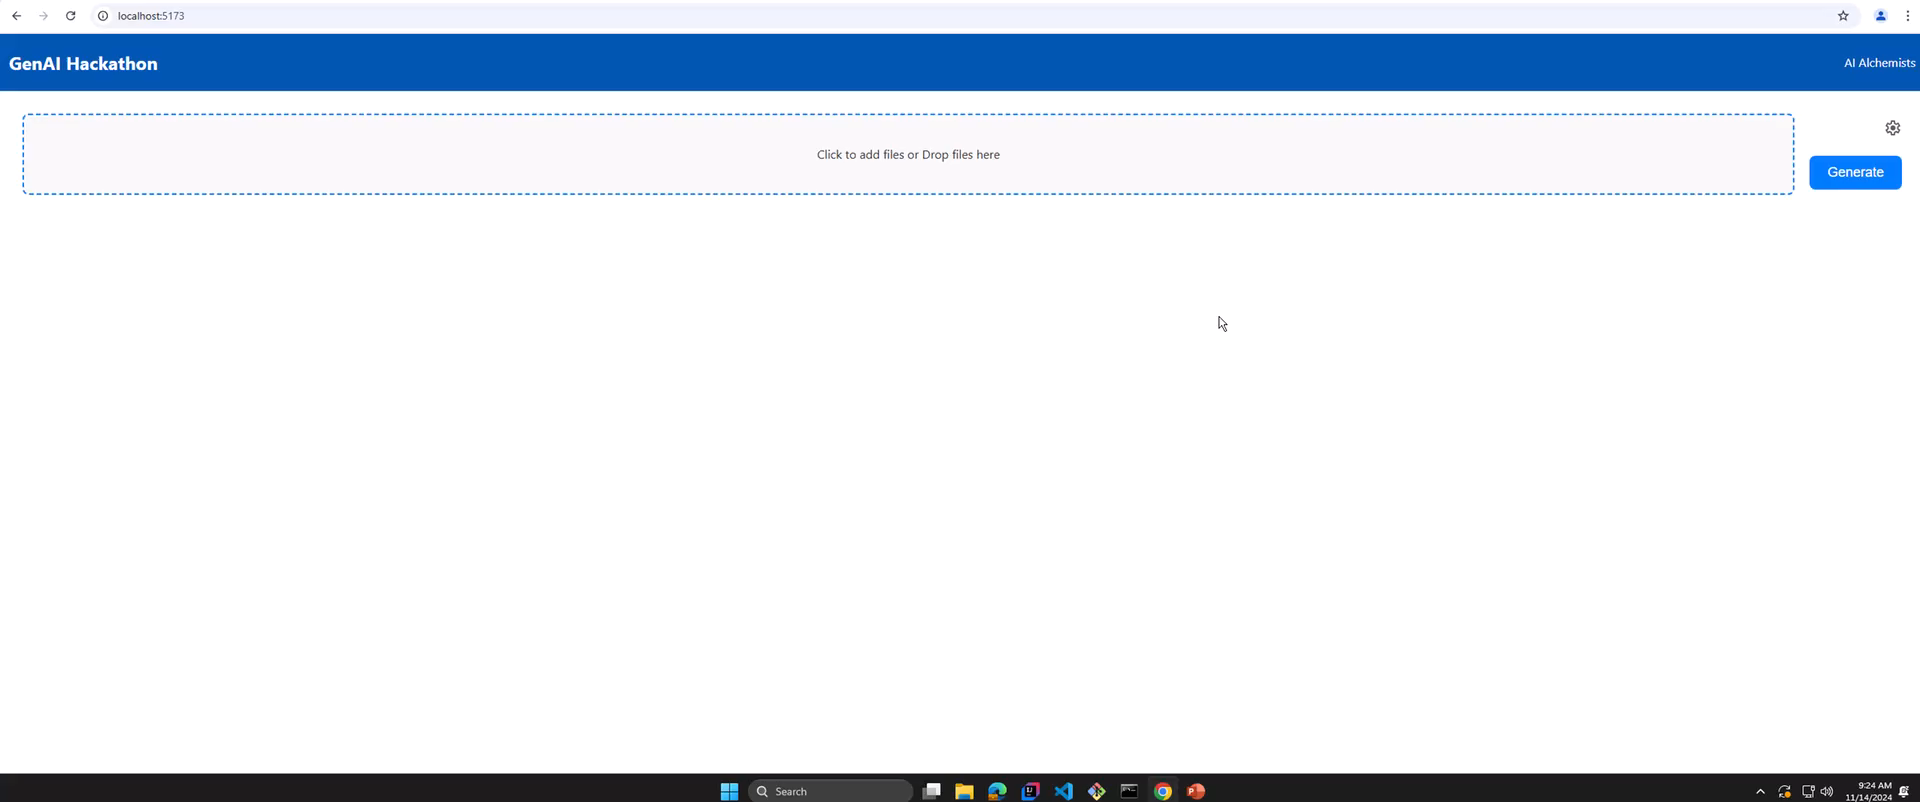 localhost:5173
GenAI Hackathon
AI Alchemists
Click to add files or Drop files here
Generate
Search
9:24 AM
11/14/2024